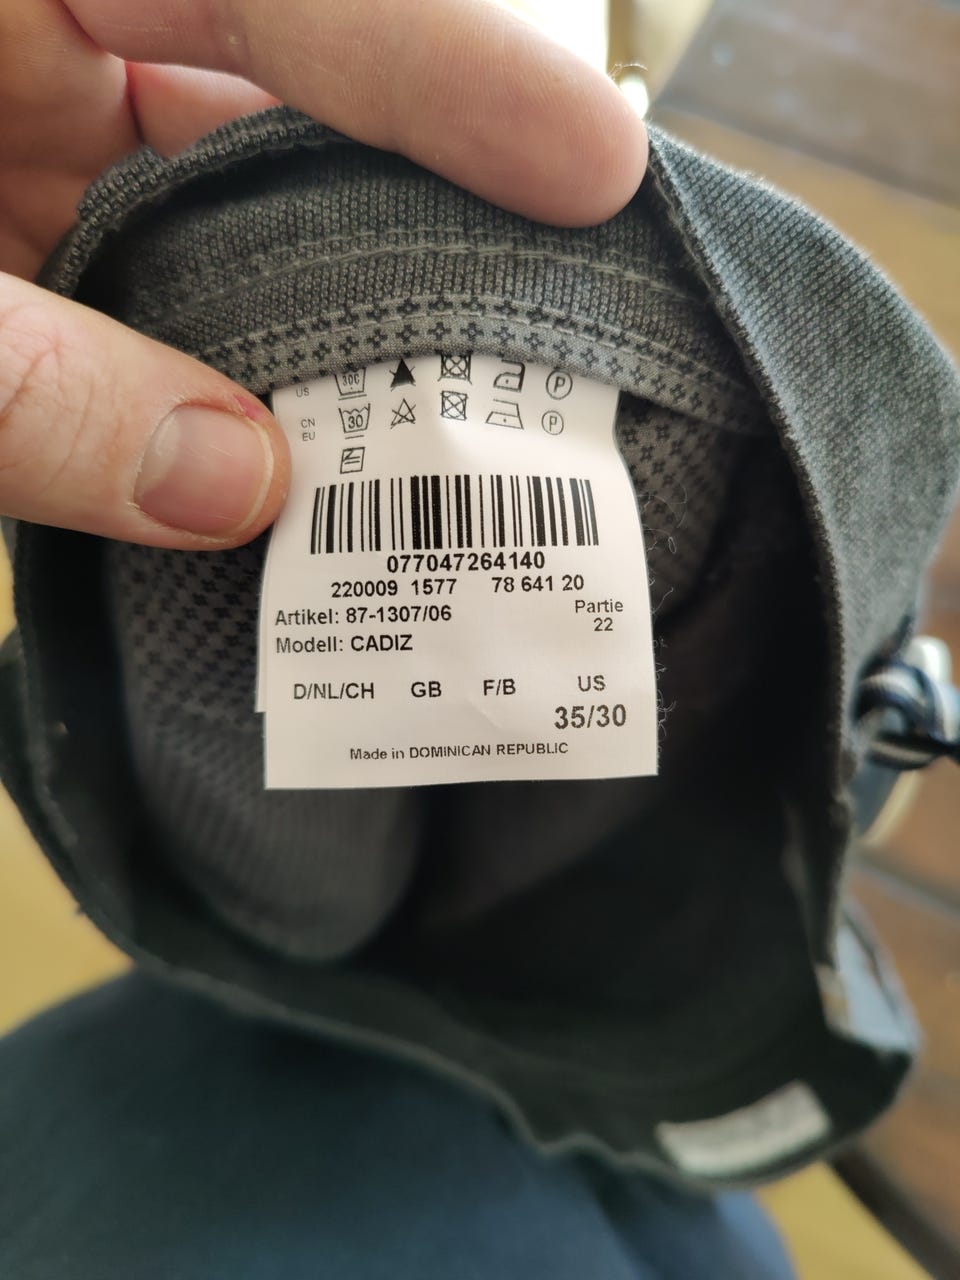 US 30C P
CN
EU 30 P
077047264140
220009 1577 78 641 20
Artikel: 87-1307/06 Partie
22
Modell: CADIZ
D/NL/CH GB F/B US
35/30
Made in DOMINICAN REPUBLIC